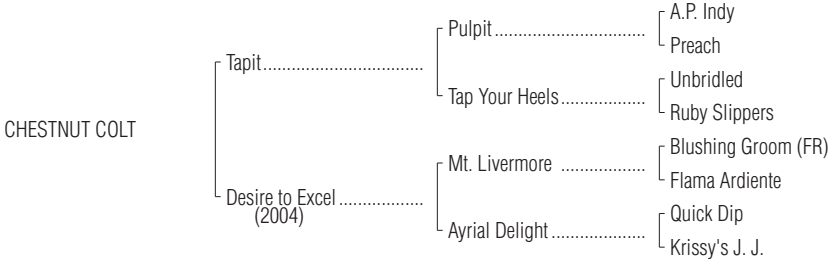 A.P. Indy
Pulpit..............................
Preach
Tapit................................
Unbridled
Tap Your Heels.................
Ruby Slippers
CHESTNUT COLT
Blushing Groom (FR)
Mt. Livermore .................
Flama Ardiente
Desire to Excel .................
(2004)
Quick Dip
Ayrial Delight ...................
Krissy's J. J.